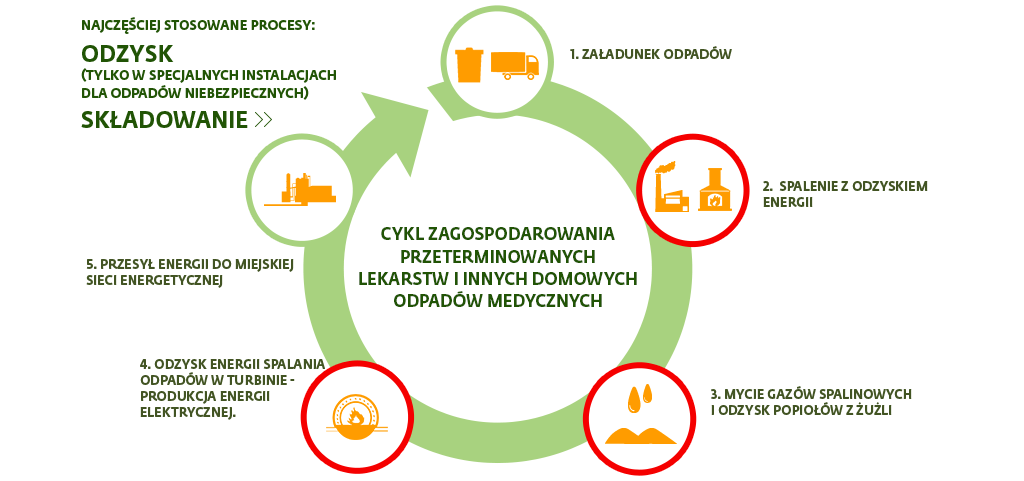 NAJCZĘŚCIEJ STOSOWANE PROCESY:
ODZYSK
(TYLKO W SPECJALNYCH INSTALACJACH
DLA ODPADÓW NIEBEZPIECZNYCH)
SKŁADOWANIE
1. ZAŁADUNEK ODPADÓW
2. SPALENIE Z ODZYSKIEM
ENERGII
CYKL ZAGOSPODAROWANIA
PRZETERMINOWANYCH
LEKARSTW I INNYCH DOMOWYCH
ODPADÓW MEDYCZNYCH
5. PRZESYŁ ENERGII DO MIEJSKIEJ
SIECI ENERGETYCZNEJ
4. ODZYSK ENERGII SPALANIA
ODPADÓW W TURBINIE -
PRODUKCJA ENERGII
ELEKTRYCZNEJ.
3. MYCIE GAZÓW SPALINOWYCH
I ODZYSK POPIOŁÓW Z ŻUŻLI